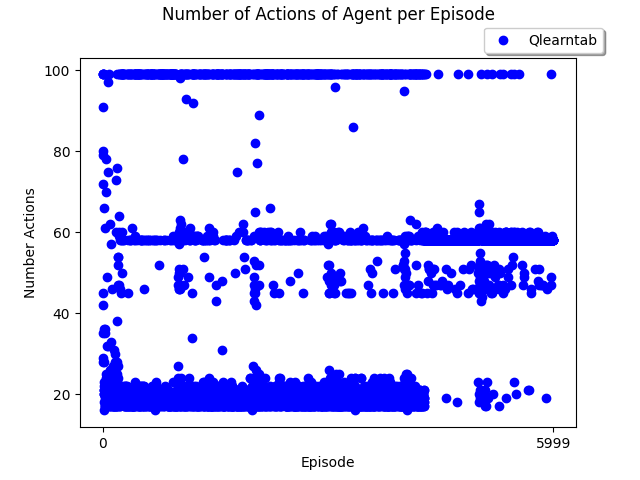 Number of Actions of Agent per Episode
Qlearntab
100
80
60
40
20
Number Actions
0
5999
Episode